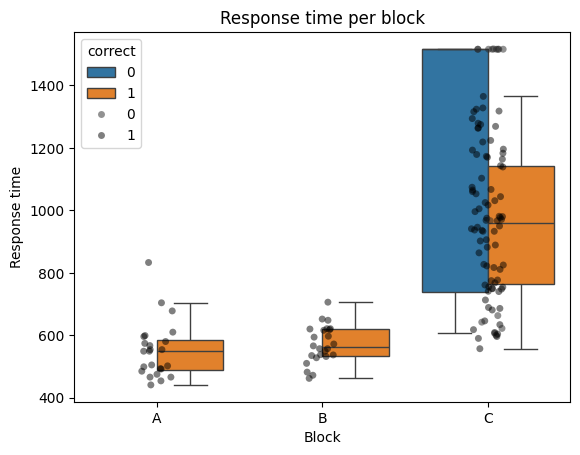 Response time per block
correct
0
1
0
1
Response time
1400
1200
1000
800
600
400
A
B
C
Block